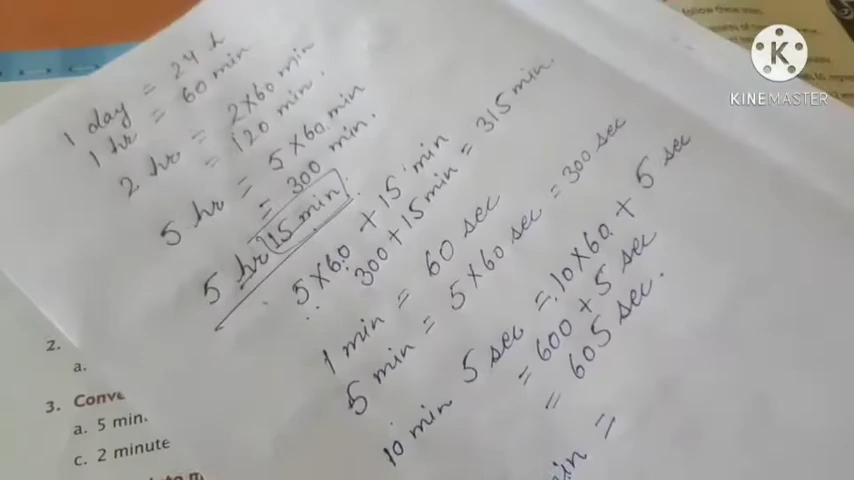 1 day = 24 h
1 hr = 60 min
2 hr = 2×60 min
= 120 min.
5 hr = 5×60 min
= 300 min.
5 hr 15 min
5×60 + 15 min
300+15 min = 315 min.
1 min = 60 sec
5 min = 5×60 sec = 300 sec
10 min 5 sec = 10×60 + 5 sec
= 600 + 5 sec
= 605 sec.
min =
2.
a.
3. Conve
a. 5 min.
c. 2 minute
follow these
KINEMASTER